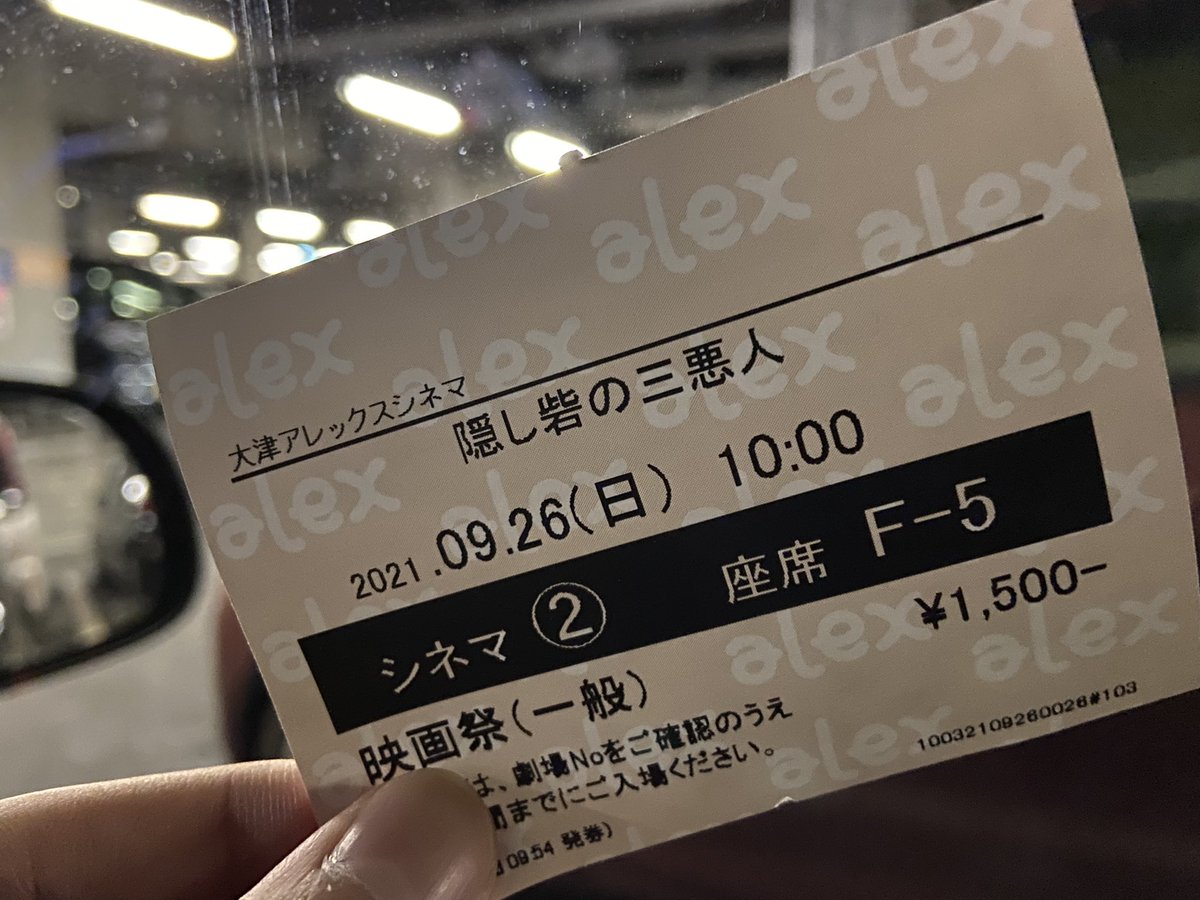 大津アレックスシネマ
隠し砦の三悪人
2021.09.26(日) 10:00
シネマ ② 座席 F-5
¥1,500-
映画祭(一般)
は、劇場Noをご確認のうえ
間までにご入場ください。
10032109260026#103
09:54 発券)
alex